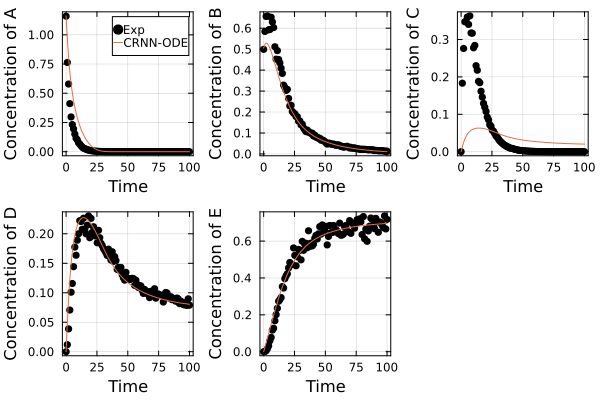 Concentration of A
1.00
0.75
0.50
0.25
0.00
Exp
CRNN-ODE
0 25 50 75 100
Time
Concentration of B
0.6
0.5
0.4
0.3
0.2
0.1
0.0
0 25 50 75 100
Time
Concentration of C
0.3
0.2
0.1
0.0
0 25 50 75 100
Time
Concentration of D
0.20
0.15
0.10
0.05
0.00
0 25 50 75 100
Time
Concentration of E
0.6
0.4
0.2
0.0
0 25 50 75 100
Time